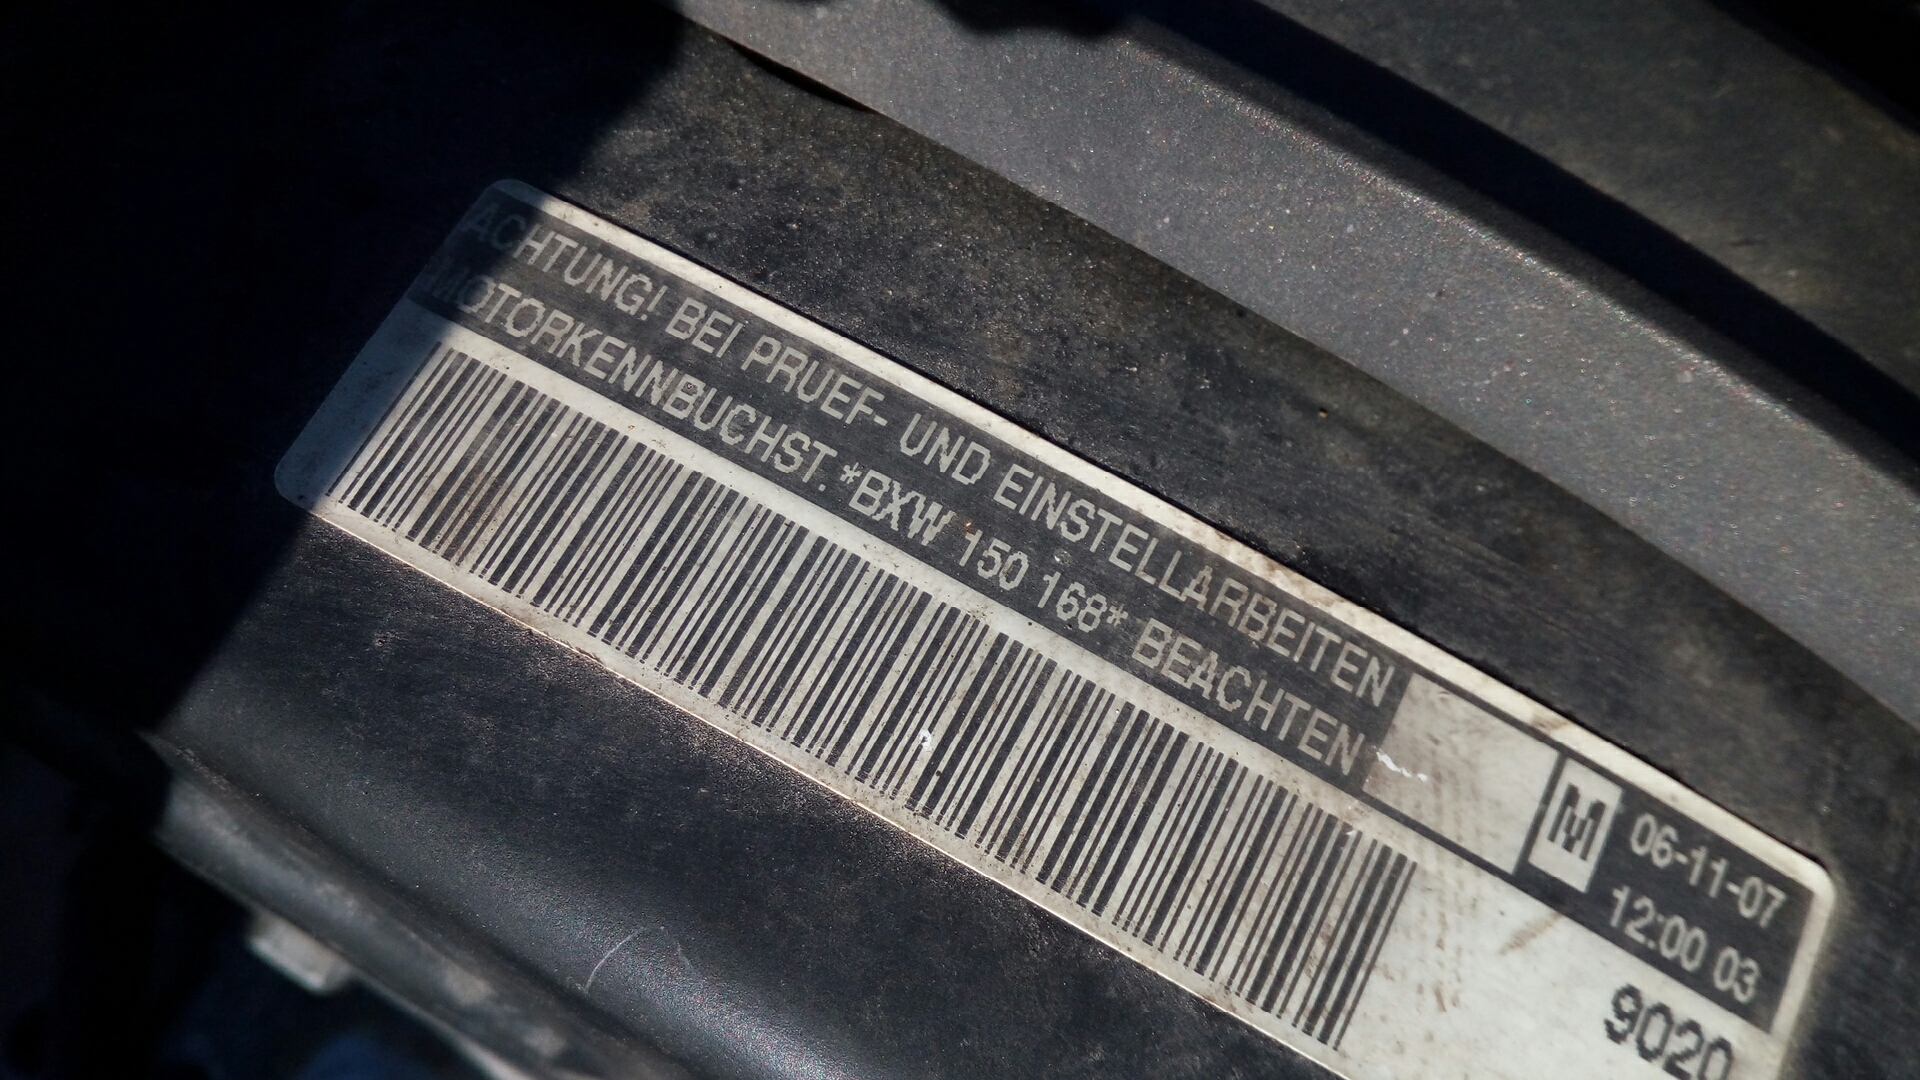 ACHTUNG! BEI PRUEF- UND EINSTELLARBEITEN
MOTORKENNBUCHST. *BXW 150 168* BEACHTEN
M
06-11-07
12:00 03
9020